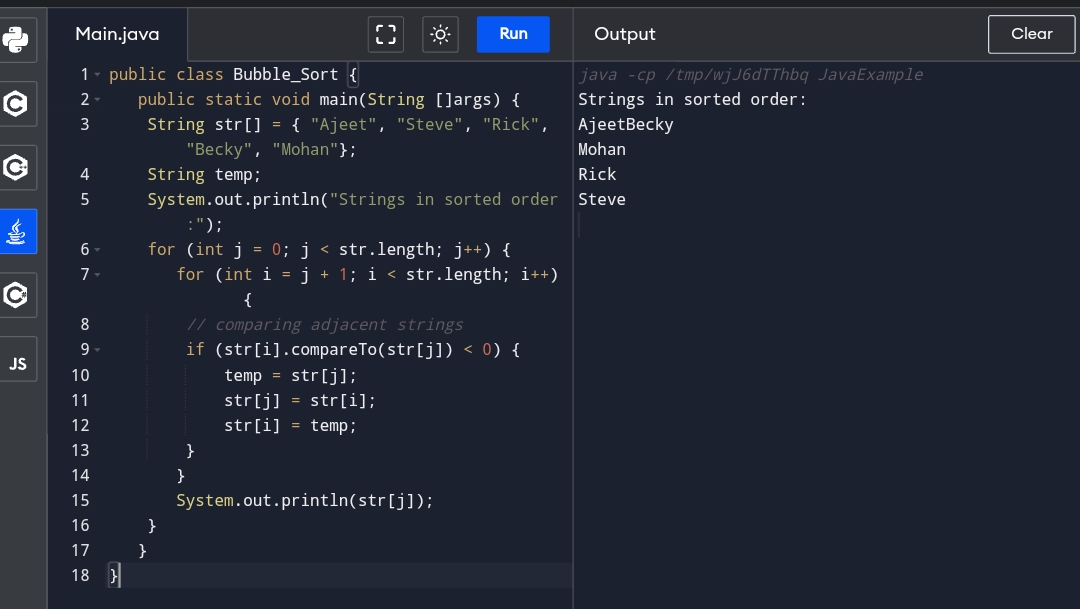 Main.java
Run
Output
Clear
1 public class Bubble_Sort {
2 public static void main(String []args) {
3 String str[] = { "Ajeet", "Steve", "Rick",
"Becky", "Mohan"};
4 String temp;
5 System.out.println("Strings in sorted order
:");
6 for (int j = 0; j < str.length; j++) {
7 for (int i = j + 1; i < str.length; i++)
{
8 // comparing adjacent strings
9 if (str[i].compareTo(str[j]) < 0) {
10 temp = str[j];
11 str[j] = str[i];
12 str[i] = temp;
13 }
14 }
15 System.out.println(str[j]);
16 }
17 }
18 }
java -cp /tmp/wjJ6dTThbq JavaExample
Strings in sorted order:
AjeetBecky
Mohan
Rick
Steve
C
C
JS